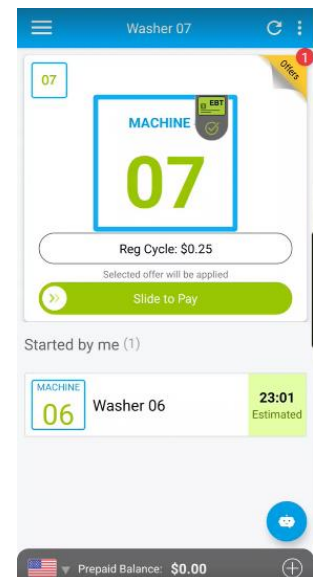 Washer 07
1
Offers
07
EBT
MACHINE
07
Reg Cycle: $0.25
Selected offer will be applied
Slide to Pay
Started by me (1)
MACHINE
06
Washer 06
23:01
Estimated
Prepaid Balance: $0.00